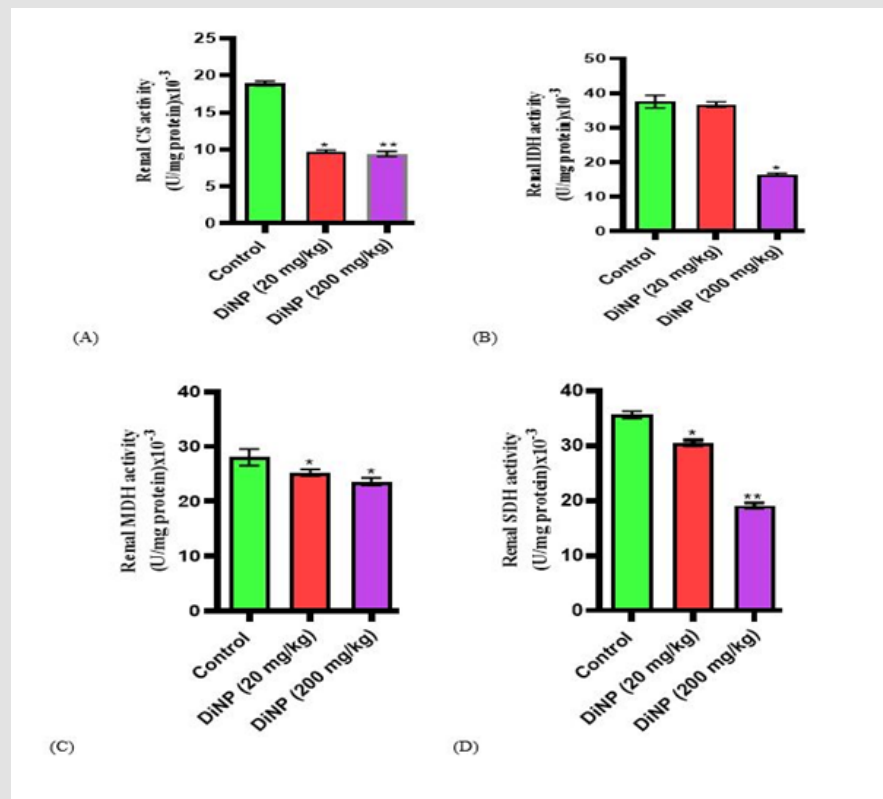 25
20
15
10
5
0
Renal CS activity
(U/mg protein)x10-3
*
**
Control
DiNP (20 mg/kg)
DiNP (200 mg/kg)
(A)
50
40
30
20
10
0
Renal IDH activity
(U/mg protein)x10-3
*
Control
DiNP (20 mg/kg)
DiNP (200 mg/kg)
(B)
40
30
20
10
0
Renal MDH activity
(U/mg protein)x10-3
*
*
Control
DiNP (20 mg/kg)
DiNP (200 mg/kg)
(C)
40
30
20
10
0
Renal SDH activity
(U/mg protein)x10-3
*
**
Control
DiNP (20 mg/kg)
DiNP (200 mg/kg)
(D)